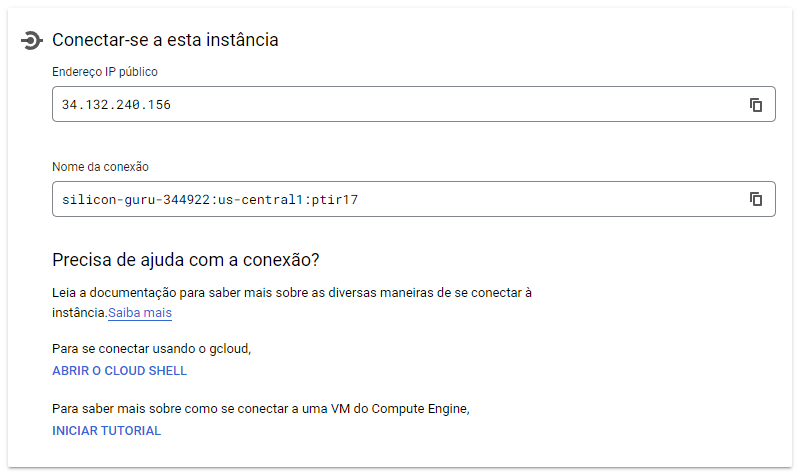 Conectar-se a esta instância
Endereço IP público
34.132.240.156
Nome da conexão
silicon-guru-344922:us-central1:ptir17
Precisa de ajuda com a conexão?
Leia a documentação para saber mais sobre as diversas maneiras de se conectar à
instância.Saiba mais
Para se conectar usando o gcloud,
ABRIR O CLOUD SHELL
Para saber mais sobre como se conectar a uma VM do Compute Engine,
INICIAR TUTORIAL